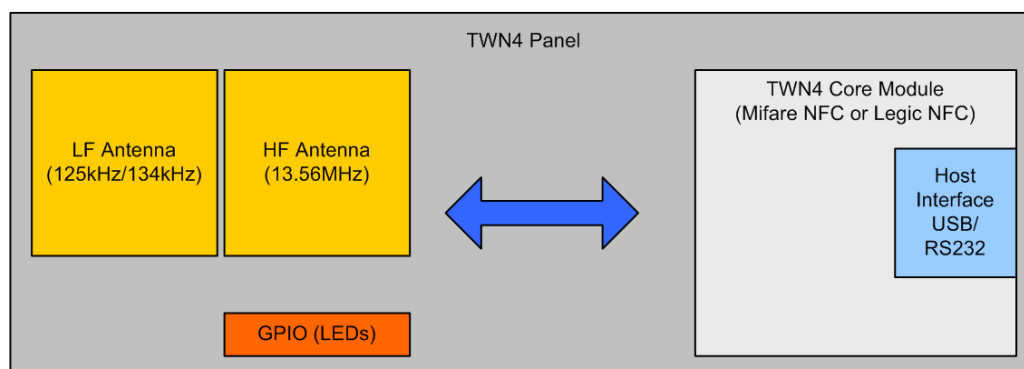 TWN4 Panel
LF Antenna
(125kHz/134kHz)
HF Antenna
(13.56MHz)
TWN4 Core Module
(Mifare NFC or Legic NFC)
Host
Interface
USB/
RS232
GPIO (LEDs)